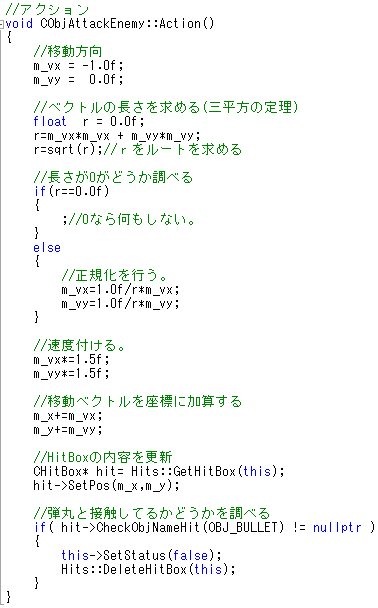 //アクション
void CObjAttackEnemy::Action()
{
//移動方向
m_vx = -1.0f;
m_vy =  0.0f;
//ベクトルの長さを求める(三平方の定理)
float  r = 0.0f;
r=m_vx*m_vx + m_vy*m_vy;
r=sqrt(r);//ｒをルートを求める
//長さが0がどうか調べる
if(r==0.0f)
{
;//0なら何もしない。
}
else
{
//正規化を行う。
m_vx=1.0f/r*m_vx;
m_vy=1.0f/r*m_vy;
}
//速度付ける。
m_vx*=1.5f;
m_vy*=1.5f;
//移動ベクトルを座標に加算する
m_x+=m_vx;
m_y+=m_vy;
//HitBoxの内容を更新
CHitBox* hit= Hits::GetHitBox(this);
hit->SetPos(m_x,m_y);
//弾丸と接触してるかどうかを調べる
if( hit->CheckObjNameHit(OBJ_BULLET) != nullptr )
{
this->SetStatus(false);
Hits::DeleteHitBox(this);
}
}